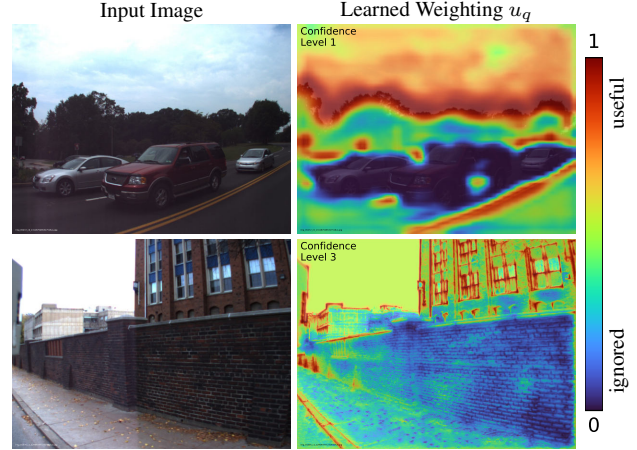 Input Image
Learned Weighting u_q
Confidence
Level 1
1
useful
Confidence
Level 3
ignored
0